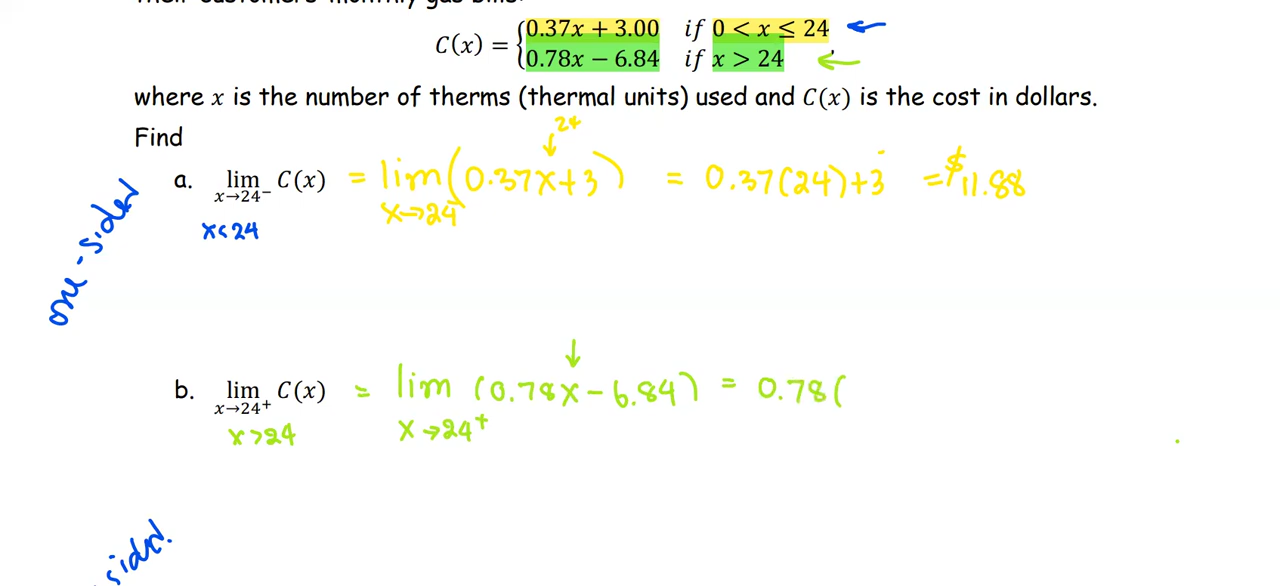 Their customers' monthly gas bills.
C(x) = {0.37x + 3.00 if 0 < x ≤ 24 ←
{0.78x − 6.84 if x > 24 ←
where x is the number of therms (thermal units) used and C(x) is the cost in dollars.
Find
24
↓
a. lim x→24⁻ C(x) = lim x→24⁻ (0.37x+3) = 0.37(24)+3 = $11.88
x<24
one-sided
↓
b. lim x→24⁺ C(x) = lim x→24⁺ (0.78x − 6.84) = 0.78(
x>24
sided.